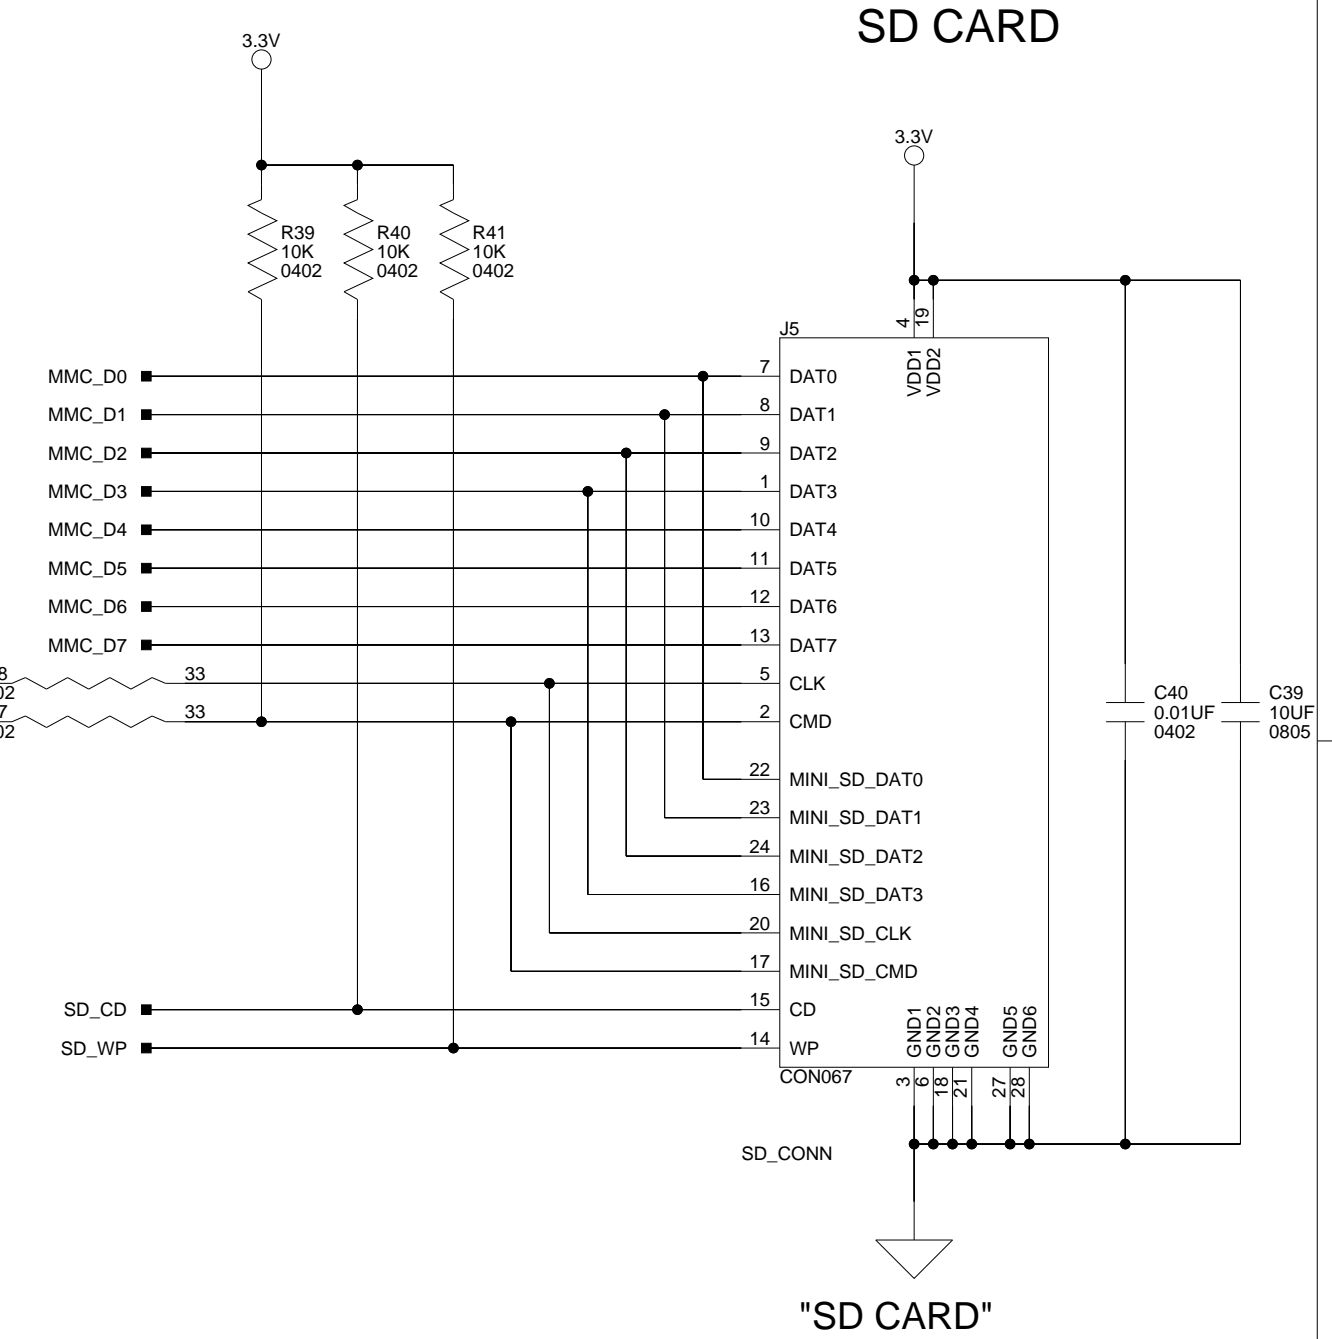 SD CARD
3.3V
3.3V
R39
10K
0402
R40
10K
0402
R41
10K
0402
J5
4
19
VDD1
VDD2
MMC_D0
7
DAT0
MMC_D1
8
DAT1
MMC_D2
9
DAT2
MMC_D3
1
DAT3
MMC_D4
10
DAT4
MMC_D5
11
DAT5
MMC_D6
12
DAT6
MMC_D7
13
DAT7
8
02
33
5
CLK
7
02
33
2
CMD
C40
0.01UF
0402
C39
10UF
0805
22
MINI_SD_DAT0
23
MINI_SD_DAT1
24
MINI_SD_DAT2
16
MINI_SD_DAT3
20
MINI_SD_CLK
17
MINI_SD_CMD
SD_CD
15
CD
SD_WP
14
WP
GND1
GND2
GND3
GND4
GND5
GND6
CON067
3
6
18
21
27
28
SD_CONN
"SD CARD"